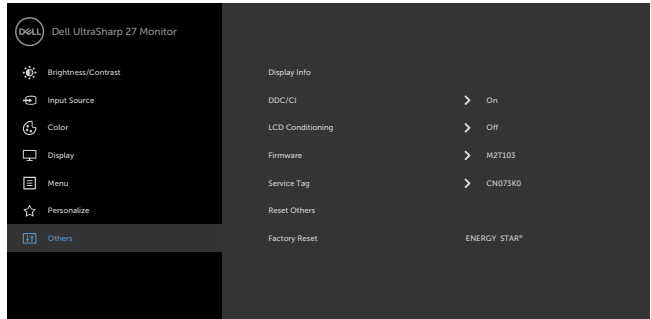 DELL Dell UltraSharp 27 Monitor
Brightness/Contrast
Input Source
Color
Display
Menu
Personalize
Others
Display Info
DDC/CI On
LCD Conditioning Off
Firmware M2T103
Service Tag CN073K0
Reset Others
Factory Reset ENERGY STAR®